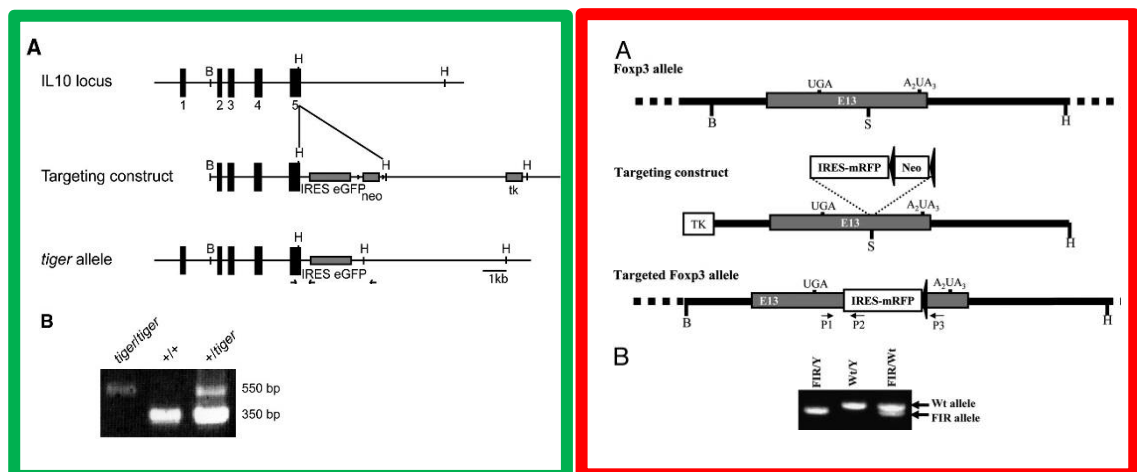 A
IL10 locus
B
H
H
1 2 3 4 5
Targeting construct
B
H
H
H
IRES eGFP
neo
tk
tiger allele
B
H
H
H
IRES eGFP
1kb
B
tiger/tiger
+/+
+/tiger
550 bp
350 bp
A
Foxp3 allele
UGA
A₂UA₃
E13
B
S
H
IRES-mRFP
Neo
Targeting construct
UGA
A₂UA₃
E13
TK
S
H
Targeted Foxp3 allele
UGA
A₂UA₃
E13
IRES-mRFP
B
P1
P2
P3
H
B
FIR/Y
Wt/Y
FIR/Wt
Wt allele
FIR allele